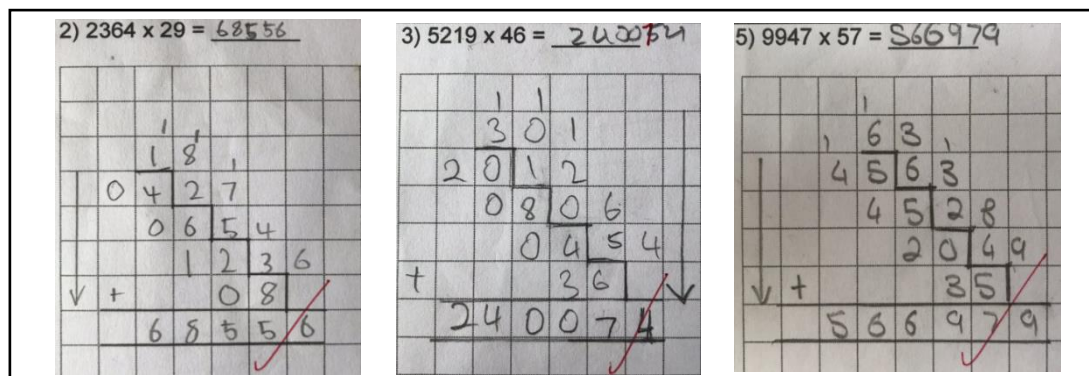 2) 2364 x 29 = 68556
1 1
1 8 1
0 4 2 7
0 6 5 4
1 2 3 6
+ 0 8
6 8 5 5 6
3) 5219 x 46 = 240074
1 1
3 0 1
2 0 1 2
0 8 0 6
0 4 5 4
+ 3 6
2 4 0 0 7 4
5) 9947 x 57 = 566979
1
6 3
1 1
4 5 6 3
4 5 2 8
2 0 4 9
+ 3 5
5 6 6 9 7 9